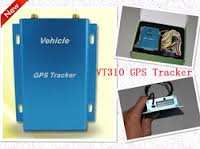 New
Vehicle
GPS Tracker
VT310 GPS Tracker